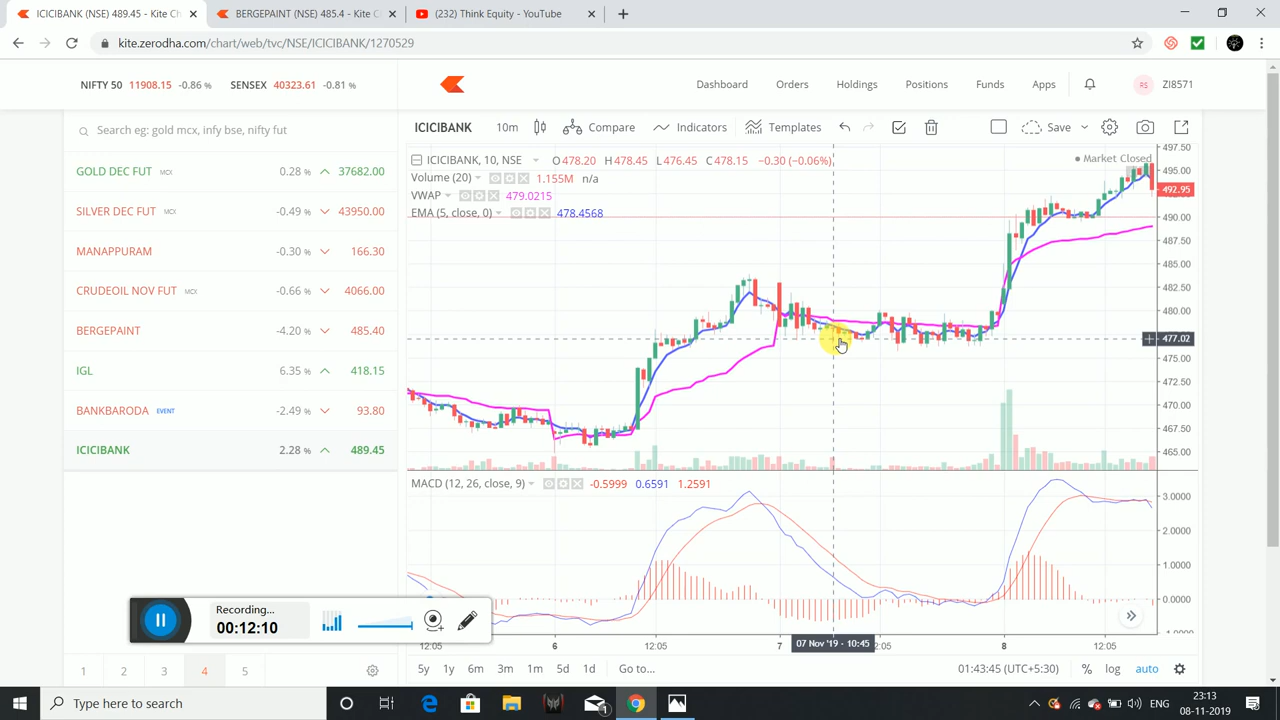 ICICIBANK (NSE) 489.45 - Kite Ch
BERGEPAINT (NSE) 485.4 - Kite C
(232) Think Equity - YouTube
kite.zerodha.com/chart/web/tvc/NSE/ICICIBANK/1270529
NIFTY 50 11908.15 -0.86 % SENSEX 40323.61 -0.81 %
Dashboard Orders Holdings Positions Funds Apps RS ZI8571
Search eg: gold mcx, infy bse, nifty fut
GOLD DEC FUT MCX 0.28 % 37682.00
SILVER DEC FUT MCX -0.49 % 43950.00
MANAPPURAM -0.30 % 166.30
CRUDEOIL NOV FUT MCX -0.66 % 4066.00
BERGEPAINT -4.20 % 485.40
IGL 6.35 % 418.15
BANKBARODA EVENT -2.49 % 93.80
ICICIBANK 2.28 % 489.45
1 2 3 4 5
ICICIBANK 10m Compare Indicators Templates Save
ICICIBANK, 10, NSE O478.20 H478.45 L476.45 C478.15 -0.30 (-0.06%)
Market Closed
Volume (20) 1.155M n/a
VWAP 479.0215
EMA (5, close, 0) 478.4568
497.50
495.00
492.95
490.00
487.50
485.00
482.50
480.00
477.02
475.00
472.50
470.00
467.50
465.00
MACD (12, 26, close, 9) -0.5999 0.6591 1.2591
3.0000
2.0000
1.0000
0.0000
-1.0000
12:05 6 12:05 7 07 Nov '19 - 10:45 2:05 8 12:05
5y 1y 6m 3m 1m 5d 1d Go to... 01:43:45 (UTC+5:30) % log auto
Recording...
00:12:10
Type here to search
1
ENG
23:13
08-11-2019